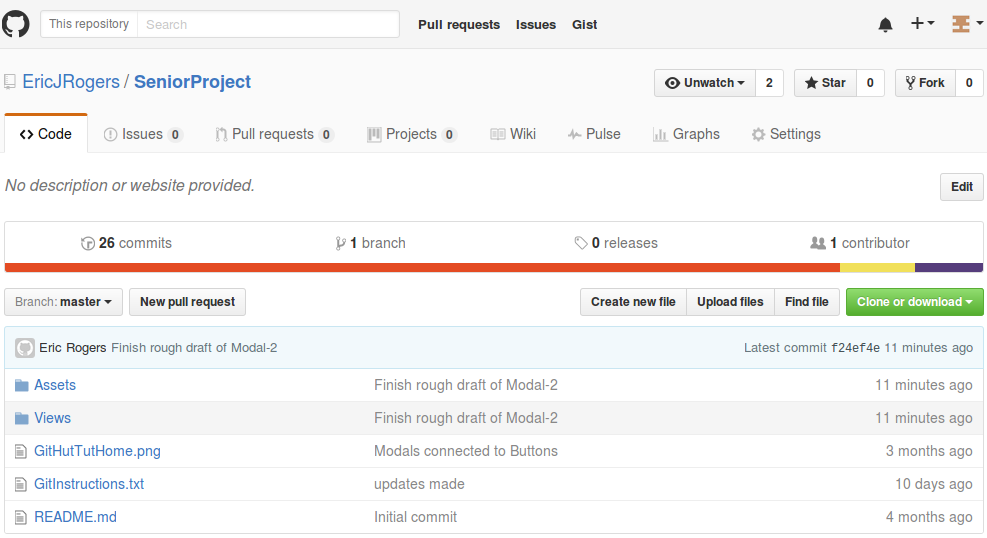 This repository Search Pull requests Issues Gist
EricJRogers / SeniorProject Unwatch 2 Star 0 Fork 0
Code Issues 0 Pull requests 0 Projects 0 Wiki Pulse Graphs Settings
No description or website provided. Edit
26 commits 1 branch 0 releases 1 contributor
Branch: master New pull request Create new file Upload files Find file Clone or download
Eric Rogers Finish rough draft of Modal-2 Latest commit f24ef4e 11 minutes ago
Assets Finish rough draft of Modal-2 11 minutes ago
Views Finish rough draft of Modal-2 11 minutes ago
GitHutTutHome.png Modals connected to Buttons 3 months ago
GitInstructions.txt updates made 10 days ago
README.md Initial commit 4 months ago